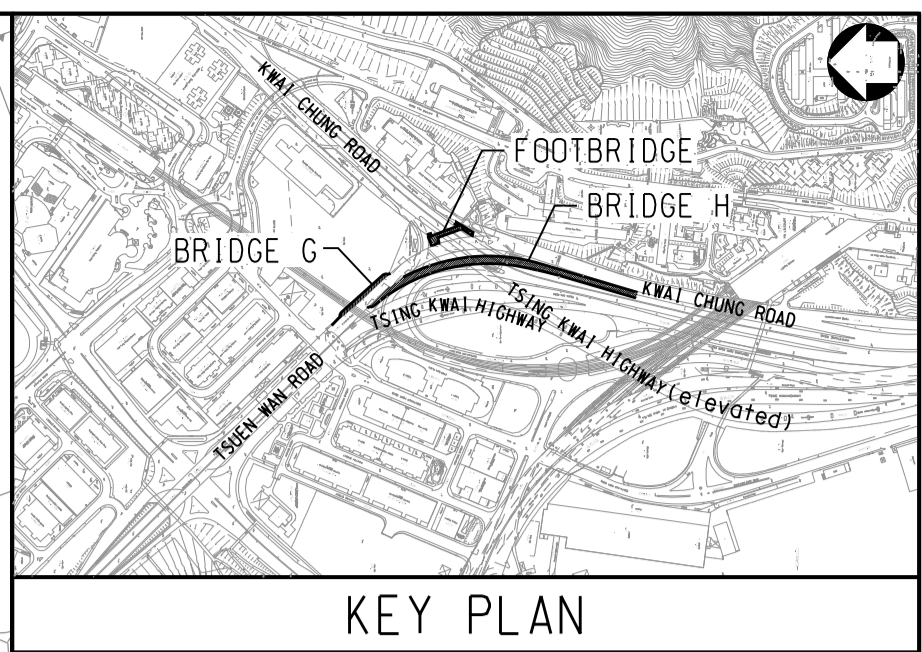 KWAI CHUNG ROAD
FOOTBRIDGE
BRIDGE H
BRIDGE G
KWAI CHUNG ROAD
TSING KWAI HIGHWAY
TSING KWAI HIGHWAY(elevated)
TSUEN WAN ROAD
KEY PLAN